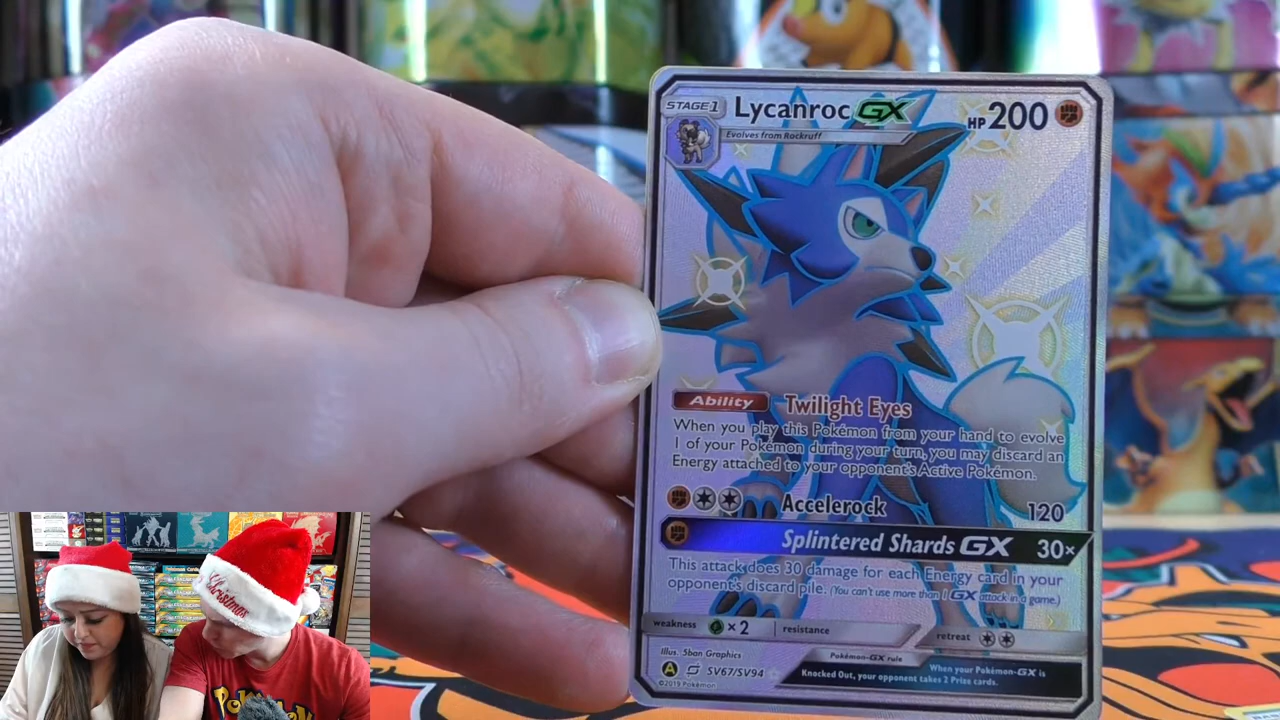 STAGE 1 Lycanroc GX HP 200
Evolves from Rockruff
Ability Twilight Eyes
When you play this Pokémon from your hand to evolve
1 of your Pokémon during your turn, you may discard an
Energy attached to your opponent's Active Pokémon.
Accelerock 120
Splintered Shards GX 30×
This attack does 30 damage for each Energy card in your
opponent's discard pile. (You can't use more than 1 GX attack in a game.)
weakness ×2 resistance retreat
Illus. 5ban Graphics
A SV67/SV94
©2019 Pokémon
Pokémon-GX rule
When your Pokémon-GX is
Knocked Out, your opponent takes 2 Prize cards.
Christmas
Pokémon